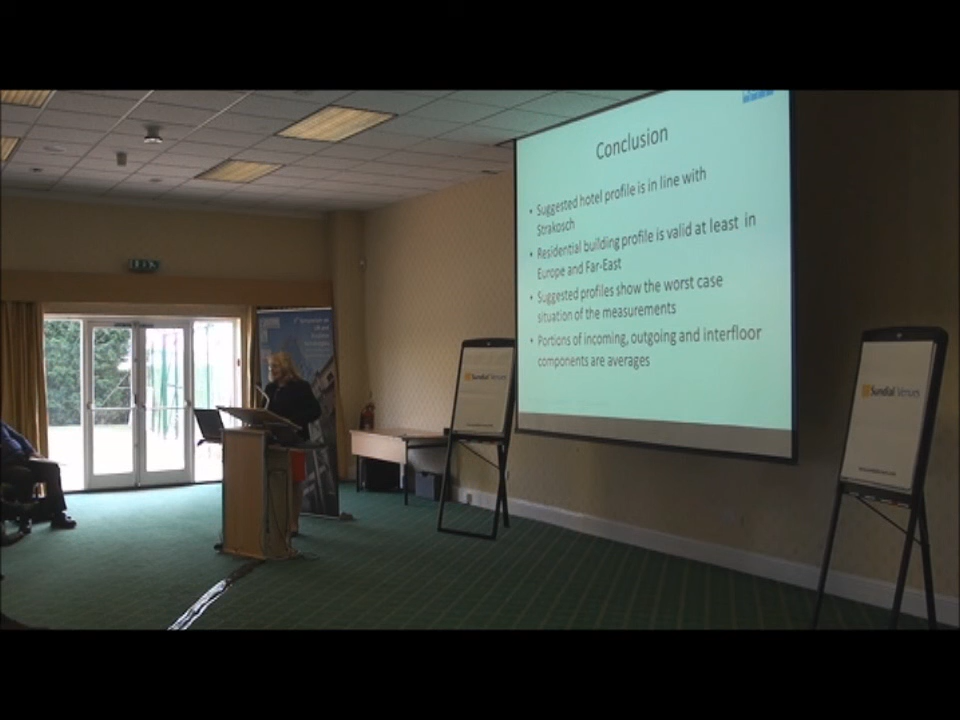 Conclusion
• Suggested hotel profile is in line with
Strakosch
• Residential building profile is valid at least in
Europe and Far-East
• Suggested profiles show the worst case
situation of the measurements
• Portions of incoming, outgoing and interfloor
components are averages
Sundial Venues
Sundial Venues